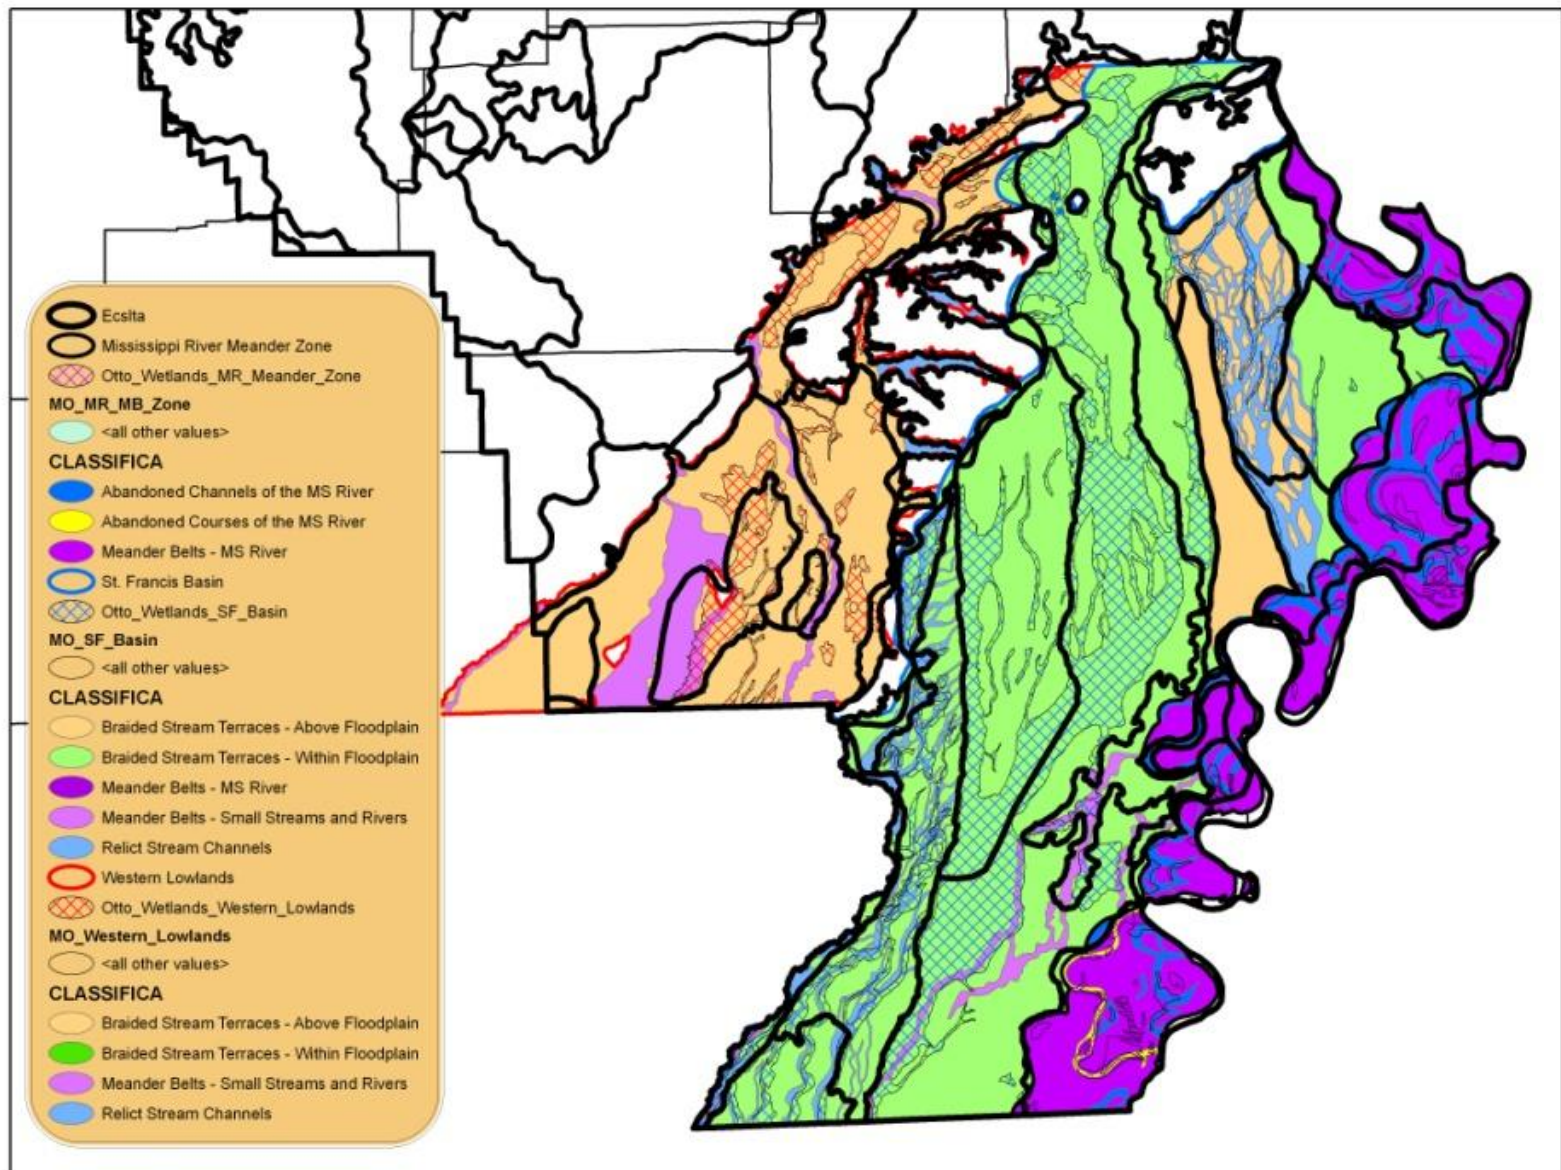 Ecslta
Mississippi River Meander Zone
Otto_Wetlands_MR_Meander_Zone
MO_MR_MB_Zone
<all other values>
CLASSIFICA
Abandoned Channels of the MS River
Abandoned Courses of the MS River
Meander Belts - MS River
St. Francis Basin
Otto_Wetlands_SF_Basin
MO_SF_Basin
<all other values>
CLASSIFICA
Braided Stream Terraces - Above Floodplain
Braided Stream Terraces - Within Floodplain
Meander Belts - MS River
Meander Belts - Small Streams and Rivers
Relict Stream Channels
Western Lowlands
Otto_Wetlands_Western_Lowlands
MO_Western_Lowlands
<all other values>
CLASSIFICA
Braided Stream Terraces - Above Floodplain
Braided Stream Terraces - Within Floodplain
Meander Belts - Small Streams and Rivers
Relict Stream Channels